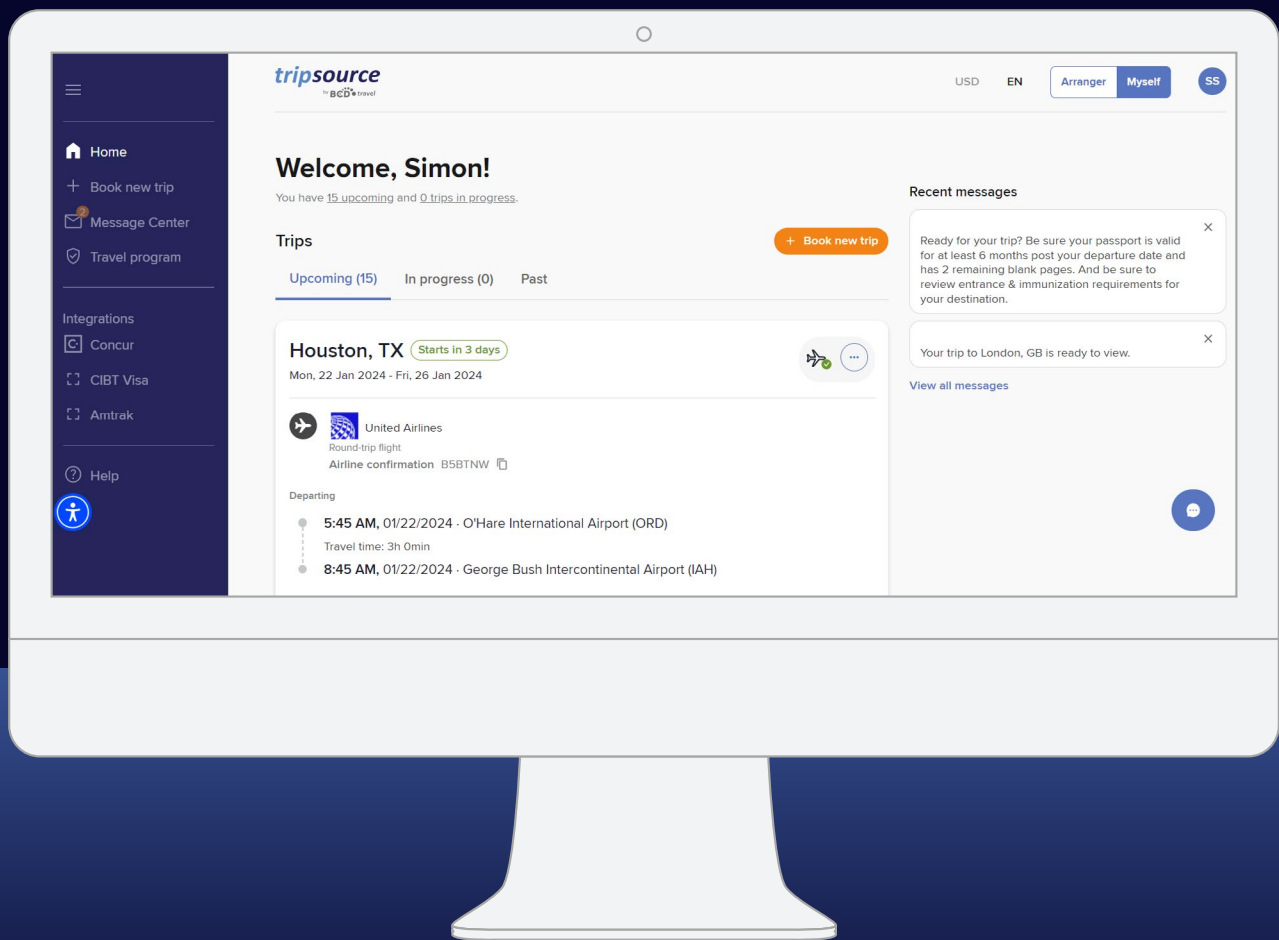 Home
Book new trip
2
Message Center
Travel program
Integrations
Concur
CIBT Visa
Amtrak
Help
tripsource
by BCD travel
USD EN Arranger Myself SS
Welcome, Simon!
You have 15 upcoming and 0 trips in progress.
Trips
+ Book new trip
Upcoming (15) In progress (0) Past
Houston, TX Starts in 3 days
Mon, 22 Jan 2024 - Fri, 26 Jan 2024
United Airlines
Round-trip flight
Airline confirmation B5BTNW
Departing
5:45 AM, 01/22/2024 · O'Hare International Airport (ORD)
Travel time: 3h 0min
8:45 AM, 01/22/2024 · George Bush Intercontinental Airport (IAH)
Recent messages
Ready for your trip? Be sure your passport is valid
for at least 6 months post your departure date and
has 2 remaining blank pages. And be sure to
review entrance & immunization requirements for
your destination.
Your trip to London, GB is ready to view.
View all messages